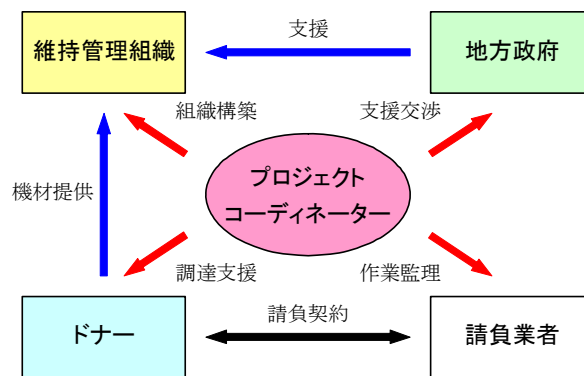 支援
維持管理組織
地方政府
組織構築
支援交渉
プロジェクト
コーディネーター
機材提供
調達支援
作業監理
請負契約
ドナー
請負業者